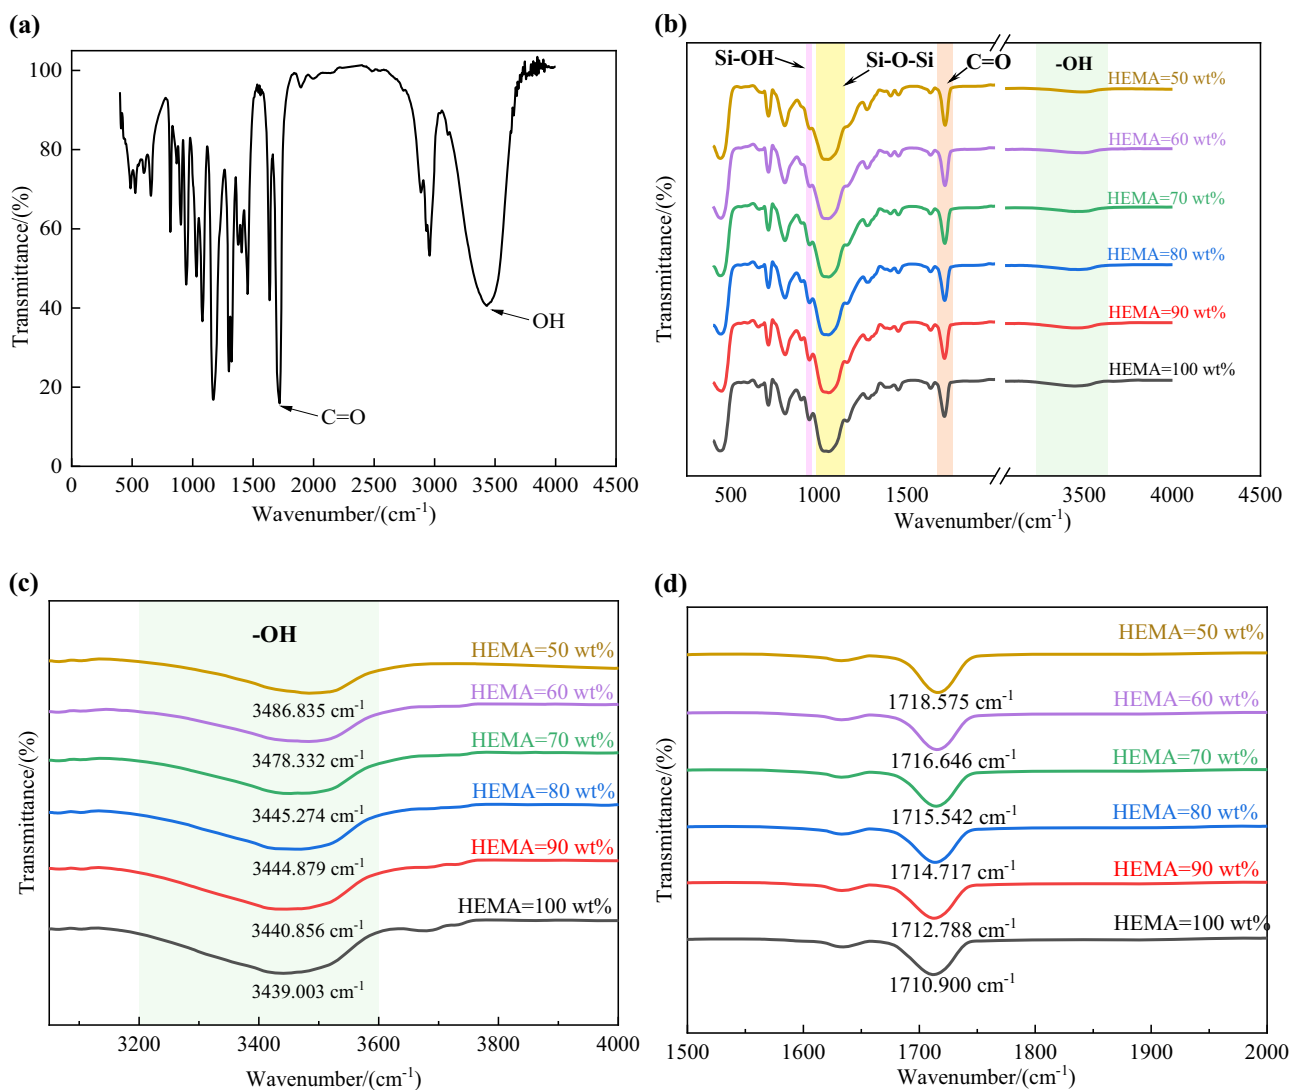 (a)
100
80
60
40
20
0
Transmittance/(%)
OH
C=O
0 500 1000 1500 2000 2500 3000 3500 4000 4500
Wavenumber/(cm-1)
(b)
Si-OH
Si-O-Si
C=O
-OH
HEMA=50 wt%
HEMA=60 wt%
HEMA=70 wt%
HEMA=80 wt%
HEMA=90 wt%
HEMA=100 wt%
Transmittance/(%)
500 1000 1500 3500 4000 4500
Wavenumber/(cm-1)
(c)
-OH
HEMA=50 wt%
3486.835 cm-1
HEMA=60 wt%
3478.332 cm-1
HEMA=70 wt%
3445.274 cm-1
HEMA=80 wt%
3444.879 cm-1
HEMA=90 wt%
3440.856 cm-1
HEMA=100 wt%
3439.003 cm-1
Transmittance/(%)
3200 3400 3600 3800 4000
Wavenumber/(cm-1)
(d)
HEMA=50 wt%
1718.575 cm-1
HEMA=60 wt%
1716.646 cm-1
HEMA=70 wt%
1715.542 cm-1
HEMA=80 wt%
1714.717 cm-1
HEMA=90 wt%
1712.788 cm-1
HEMA=100 wt%
1710.900 cm-1
Transmittance/(%)
1500 1600 1700 1800 1900 2000
Wavenumber/(cm-1)